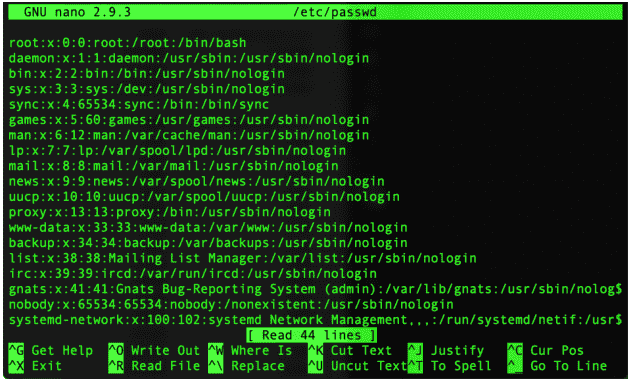 GNU nano 2.9.3 /etc/passwd
root:x:0:0:root:/root:/bin/bash
daemon:x:1:1:daemon:/usr/sbin:/usr/sbin/nologin
bin:x:2:2:bin:/bin:/usr/sbin/nologin
sys:x:3:3:sys:/dev:/usr/sbin/nologin
sync:x:4:65534:sync:/bin:/bin/sync
games:x:5:60:games:/usr/games:/usr/sbin/nologin
man:x:6:12:man:/var/cache/man:/usr/sbin/nologin
lp:x:7:7:lp:/var/spool/lpd:/usr/sbin/nologin
mail:x:8:8:mail:/var/mail:/usr/sbin/nologin
news:x:9:9:news:/var/spool/news:/usr/sbin/nologin
uucp:x:10:10:uucp:/var/spool/uucp:/usr/sbin/nologin
proxy:x:13:13:proxy:/bin:/usr/sbin/nologin
www-data:x:33:33:www-data:/var/www:/usr/sbin/nologin
backup:x:34:34:backup:/var/backups:/usr/sbin/nologin
list:x:38:38:Mailing List Manager:/var/list:/usr/sbin/nologin
irc:x:39:39:ircd:/var/run/ircd:/usr/sbin/nologin
gnats:x:41:41:Gnats Bug-Reporting System (admin):/var/lib/gnats:/usr/sbin/nolog$
nobody:x:65534:65534:nobody:/nonexistent:/usr/sbin/nologin
systemd-network:x:100:102:systemd Network Management,,,:/run/systemd/netif:/usr$
[ Read 44 lines ]
^G Get Help ^O Write Out ^W Where Is ^K Cut Text ^J Justify ^C Cur Pos
^X Exit ^R Read File ^\ Replace ^U Uncut Text ^T To Spell ^_ Go To Line